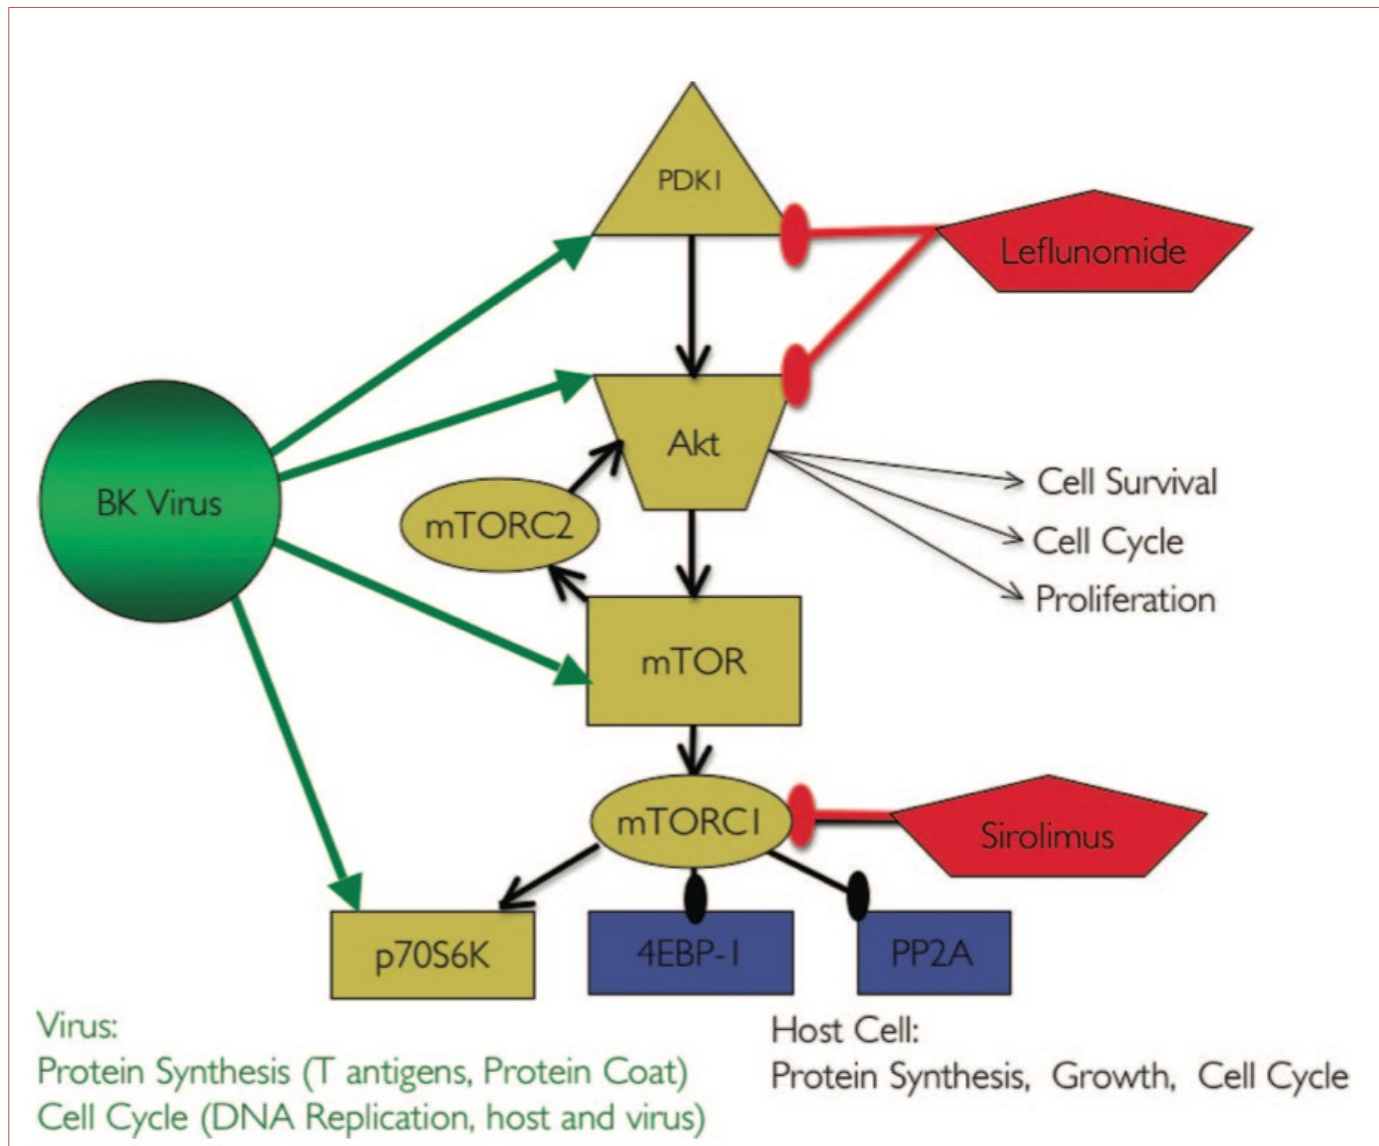 PDK1
Leflunomide
Akt
Cell Survival
BK Virus
mTORC2
Cell Cycle
Proliferation
mTOR
mTORC1
Sirolimus
p70S6K
4EBP-1
PP2A
Virus:
Protein Synthesis (T antigens, Protein Coat)
Cell Cycle (DNA Replication, host and virus)
Host Cell:
Protein Synthesis, Growth, Cell Cycle